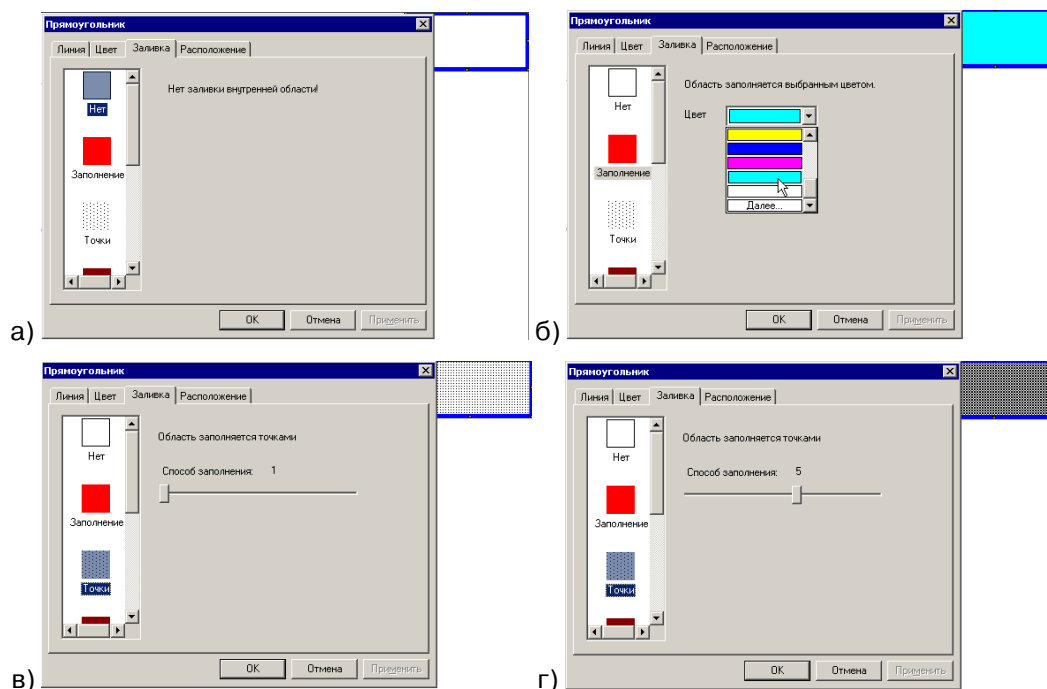 Прямоугольник
Линия Цвет Заливка Расположение
Нет
Заполнение
Точки
Нет заливки внутренней области!
OK Отмена Применить
а)
Прямоугольник
Линия Цвет Заливка Расположение
Нет
Заполнение
Точки
Область заполняется выбранным цветом.
Цвет
Далее...
OK Отмена Применить
б)
Прямоугольник
Линия Цвет Заливка Расположение
Нет
Заполнение
Точки
Область заполняется точками
Способ заполнения: 1
OK Отмена Применить
в)
Прямоугольник
Линия Цвет Заливка Расположение
Нет
Заполнение
Точки
Область заполняется точками
Способ заполнения: 5
OK Отмена Применить
г)